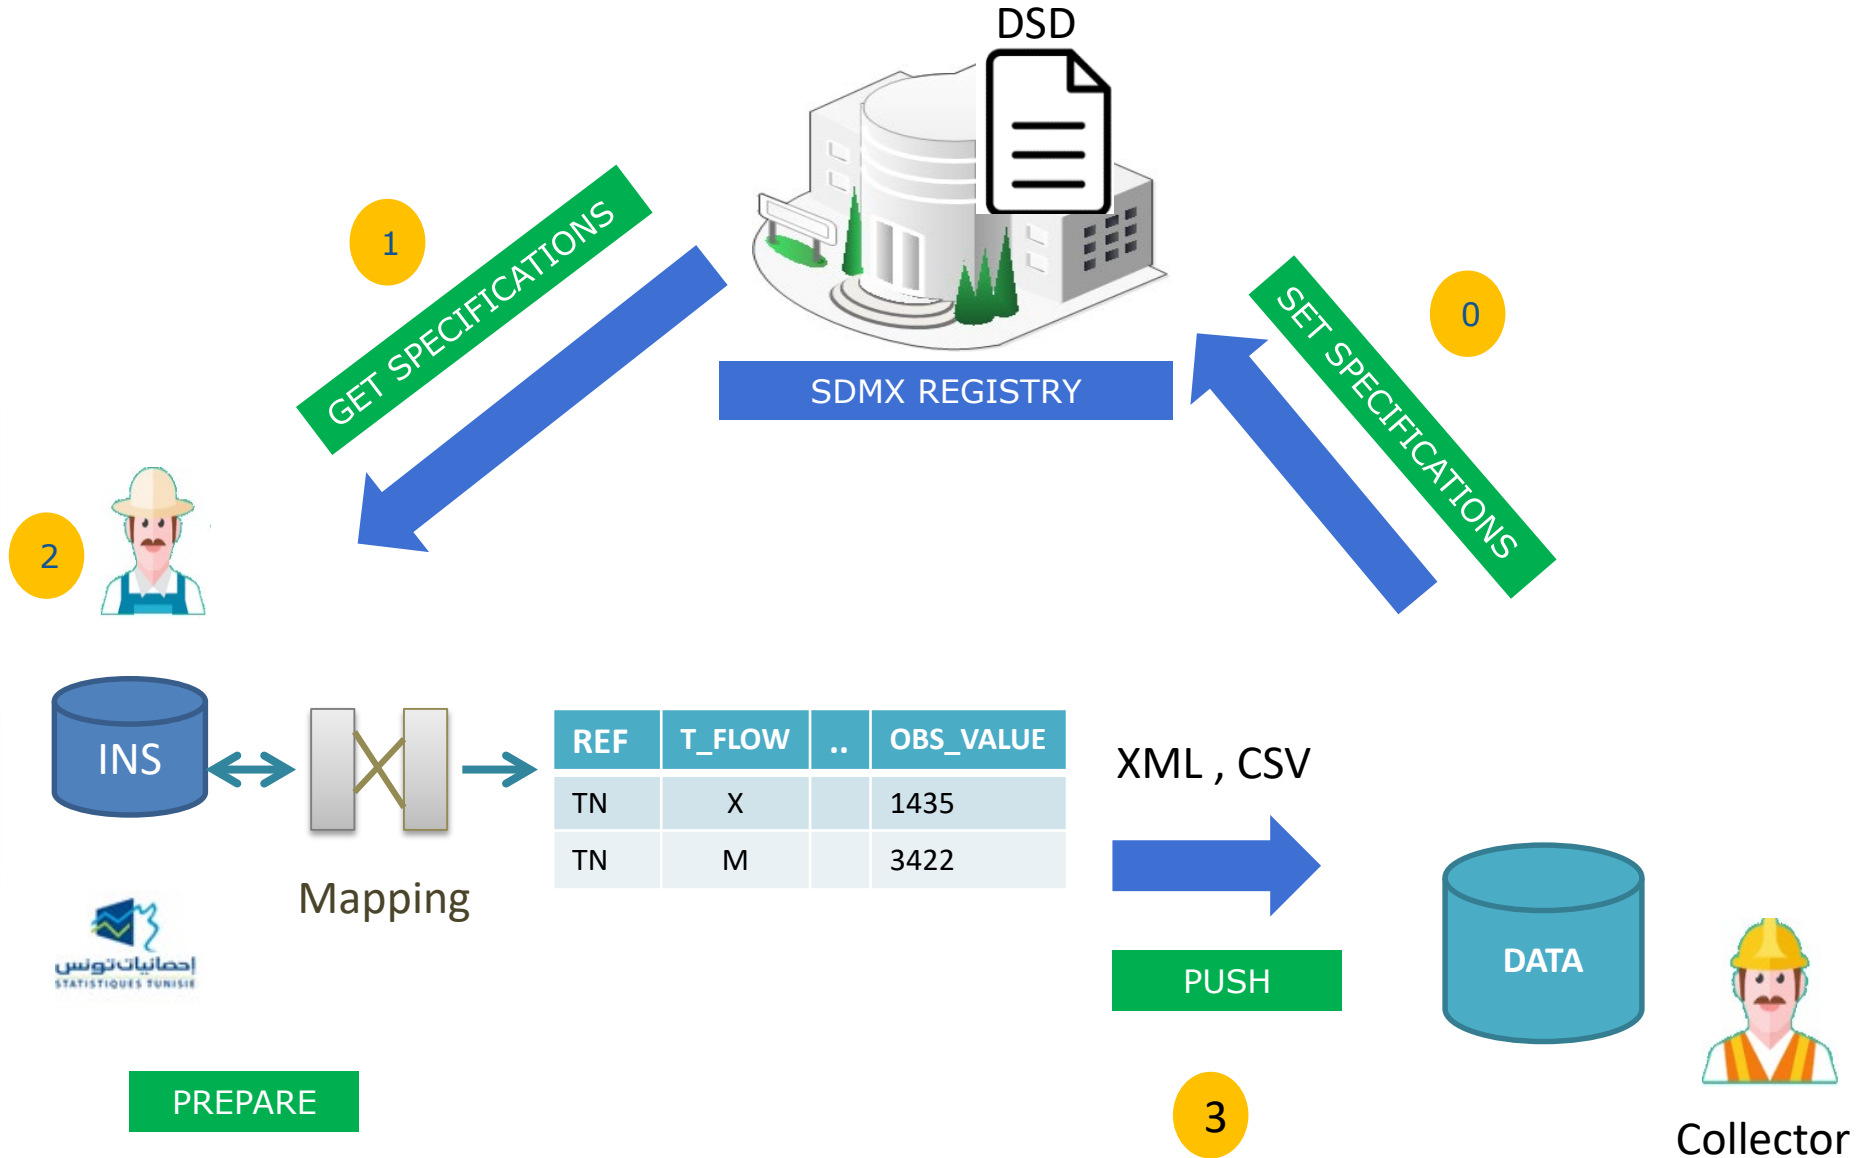 DSD
1
GET SPECIFICATIONS
0
SET SPECIFICATIONS
SDMX REGISTRY
2
INS
Mapping
REF T_FLOW .. OBS_VALUE
TN X 1435
TN M 3422
XML , CSV
PUSH
DATA
إحصائيات تونس
STATISTIQUES TUNISIE
PREPARE
3
Collector